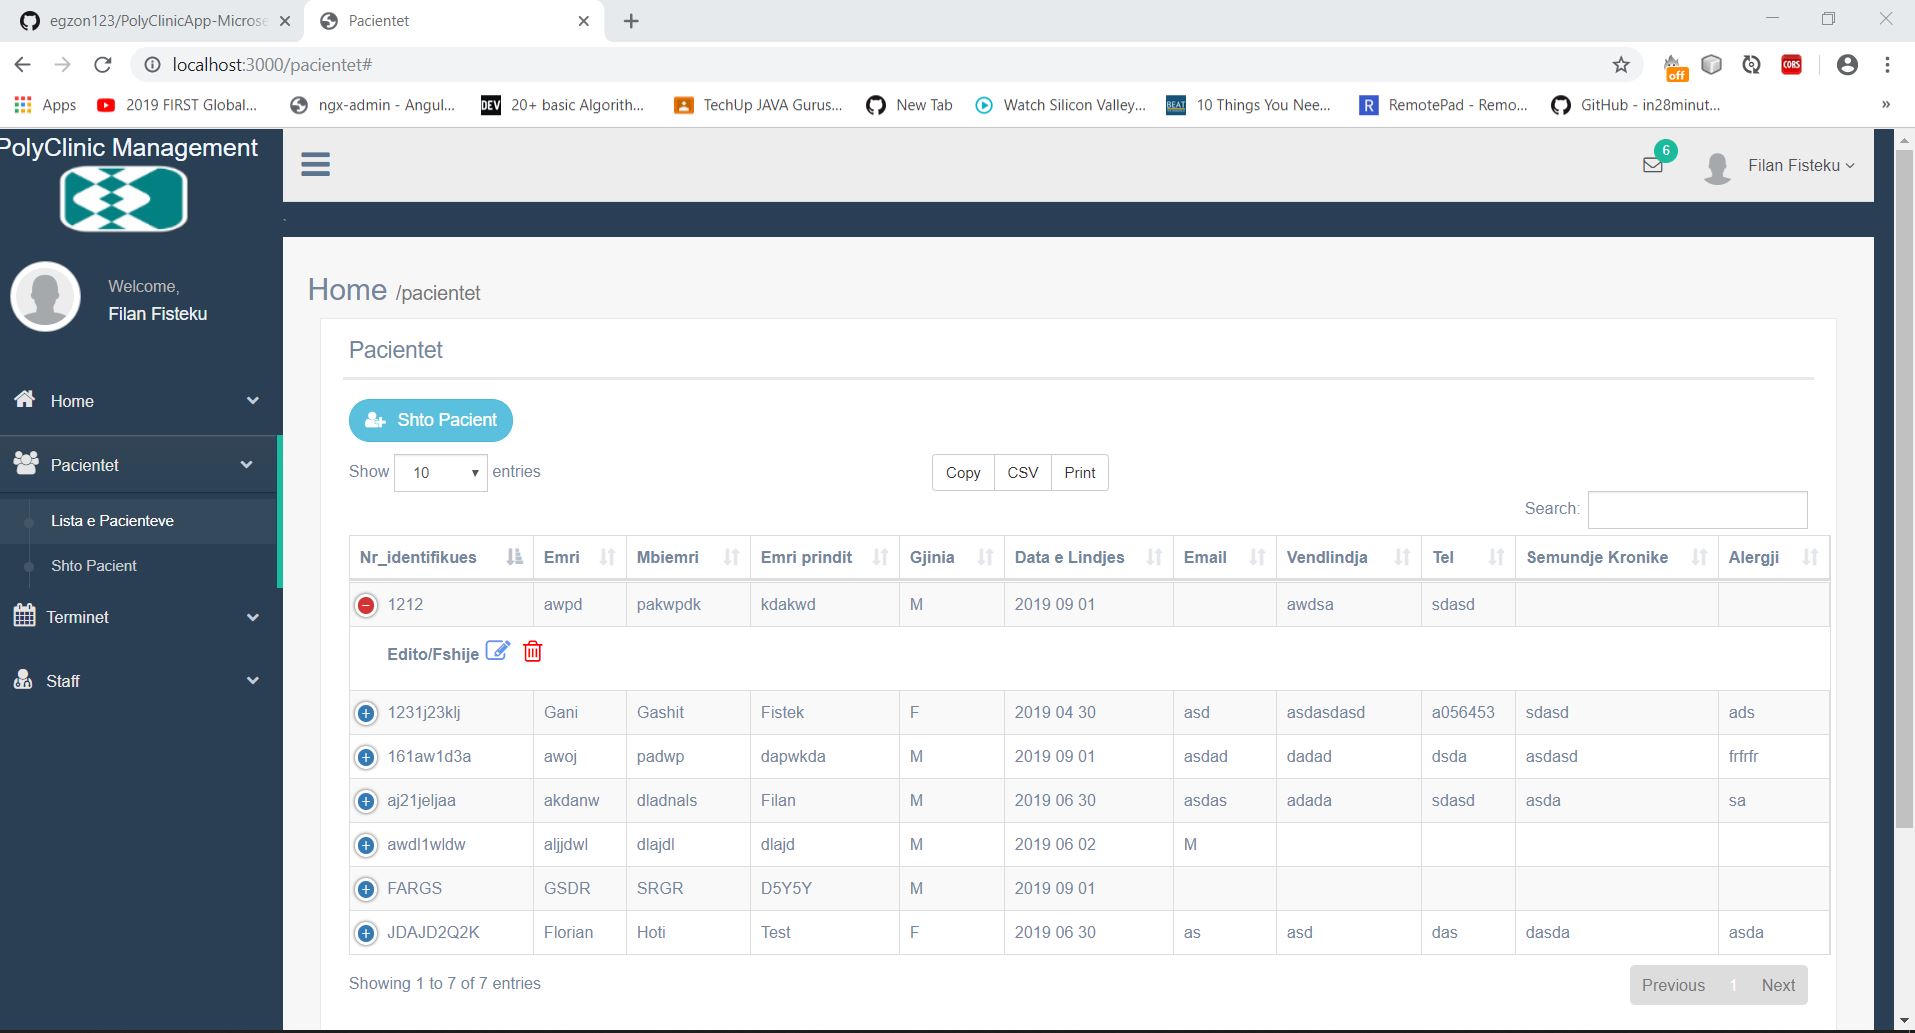 egzon123/PolyClinicApp-Microse
Pacientet
localhost:3000/pacientet#
off
CORS
Apps
2019 FIRST Global...
ngx-admin - Angul...
DEV 20+ basic Algorith...
TechUp JAVA Gurus...
New Tab
Watch Silicon Valley...
BEAT 10 Things You Nee...
R RemotePad - Remo...
GitHub - in28minut...
»
PolyClinic Management
6
Filan Fisteku
Welcome,
Filan Fisteku
Home
Pacientet
Lista e Pacienteve
Shto Pacient
Terminet
Staff
Home /pacientet
Pacientet
Shto Pacient
Show 10 entries
Copy CSV Print
Search:
Nr_identifikues Emri Mbiemri Emri prindit Gjinia Data e Lindjes Email Vendlindja Tel Semundje Kronike Alergji
1212 awpd pakwpdk kdakwd M 2019 09 01 awdsa sdasd
Edito/Fshije
1231j23klj Gani Gashit Fistek F 2019 04 30 asd asdasdasd a056453 sdasd ads
161aw1d3a awoj padwp dapwkda M 2019 09 01 asdad dadad dsda asdasd frfrfr
aj21jeljaa akdanw dladnals Filan M 2019 06 30 asdas adada sdasd asda sa
awdl1wldw aljjdwl dlajdl dlajd M 2019 06 02 M
FARGS GSDR SRGR D5Y5Y M 2019 09 01
JDAJD2Q2K Florian Hoti Test F 2019 06 30 as asd das dasda asda
Showing 1 to 7 of 7 entries
Previous 1 Next